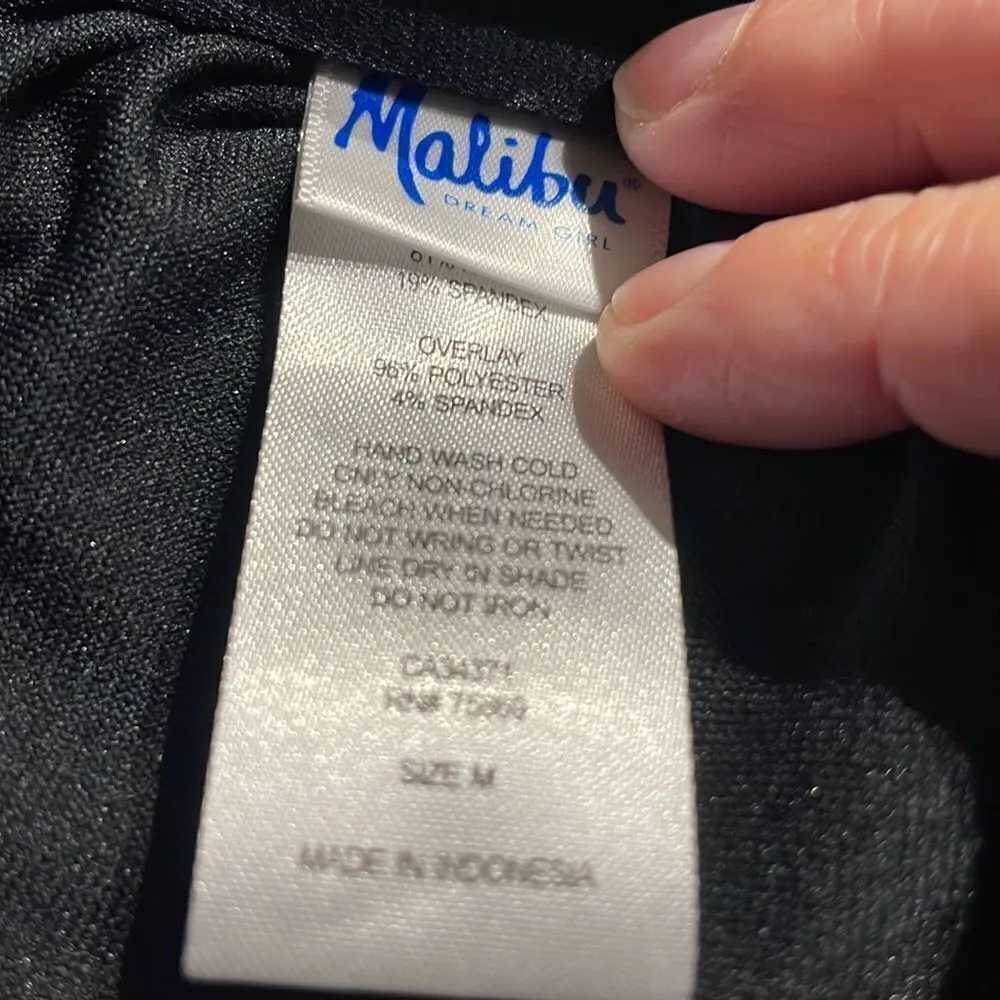 Malibu®
DREAM GIRL
19% SPANDEX
OVERLAY
96% POLYESTER
4% SPANDEX
HAND WASH COLD
ONLY NON-CHLORINE
BLEACH WHEN NEEDED
DO NOT WRING OR TWIST
LINE DRY IN SHADE
DO NOT IRON
CA34371
RN#
SIZE M
MADE IN INDONESIA